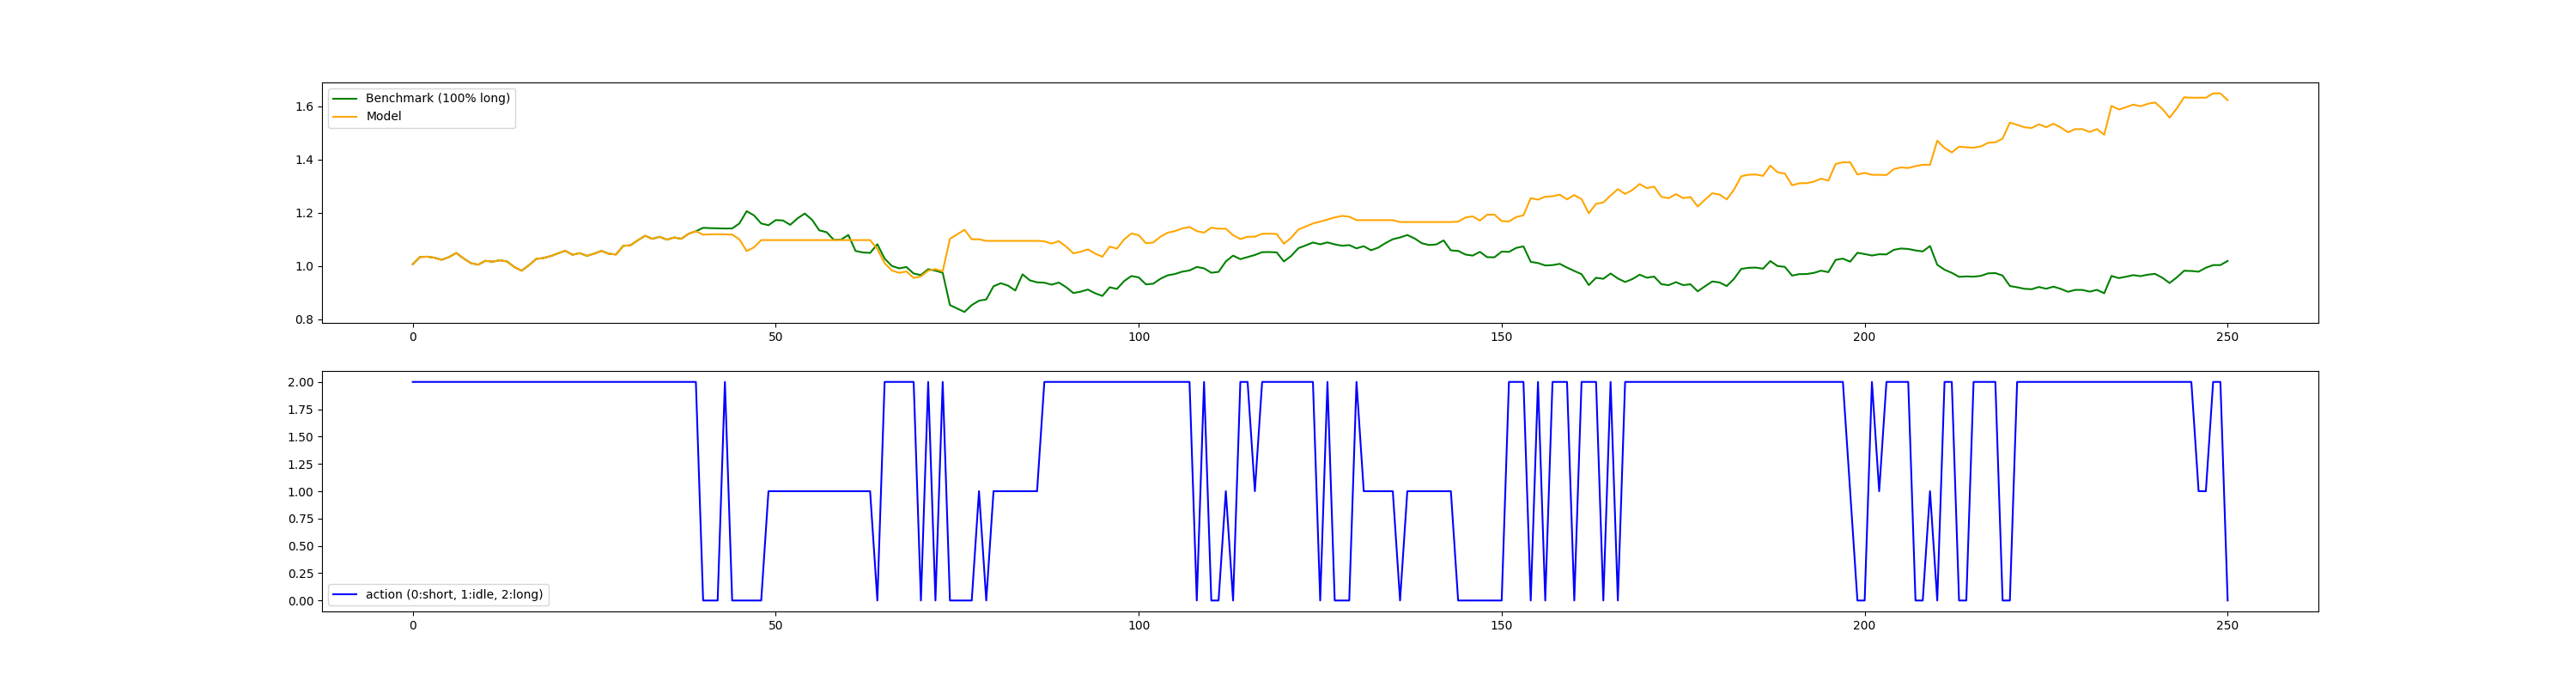 Benchmark (100% long)
Model
1.6
1.4
1.2
1.0
0.8
0 50 100 150 200 250
2.00
1.75
1.50
1.25
1.00
0.75
0.50
0.25
0.00
action (0:short, 1:idle, 2:long)
0 50 100 150 200 250